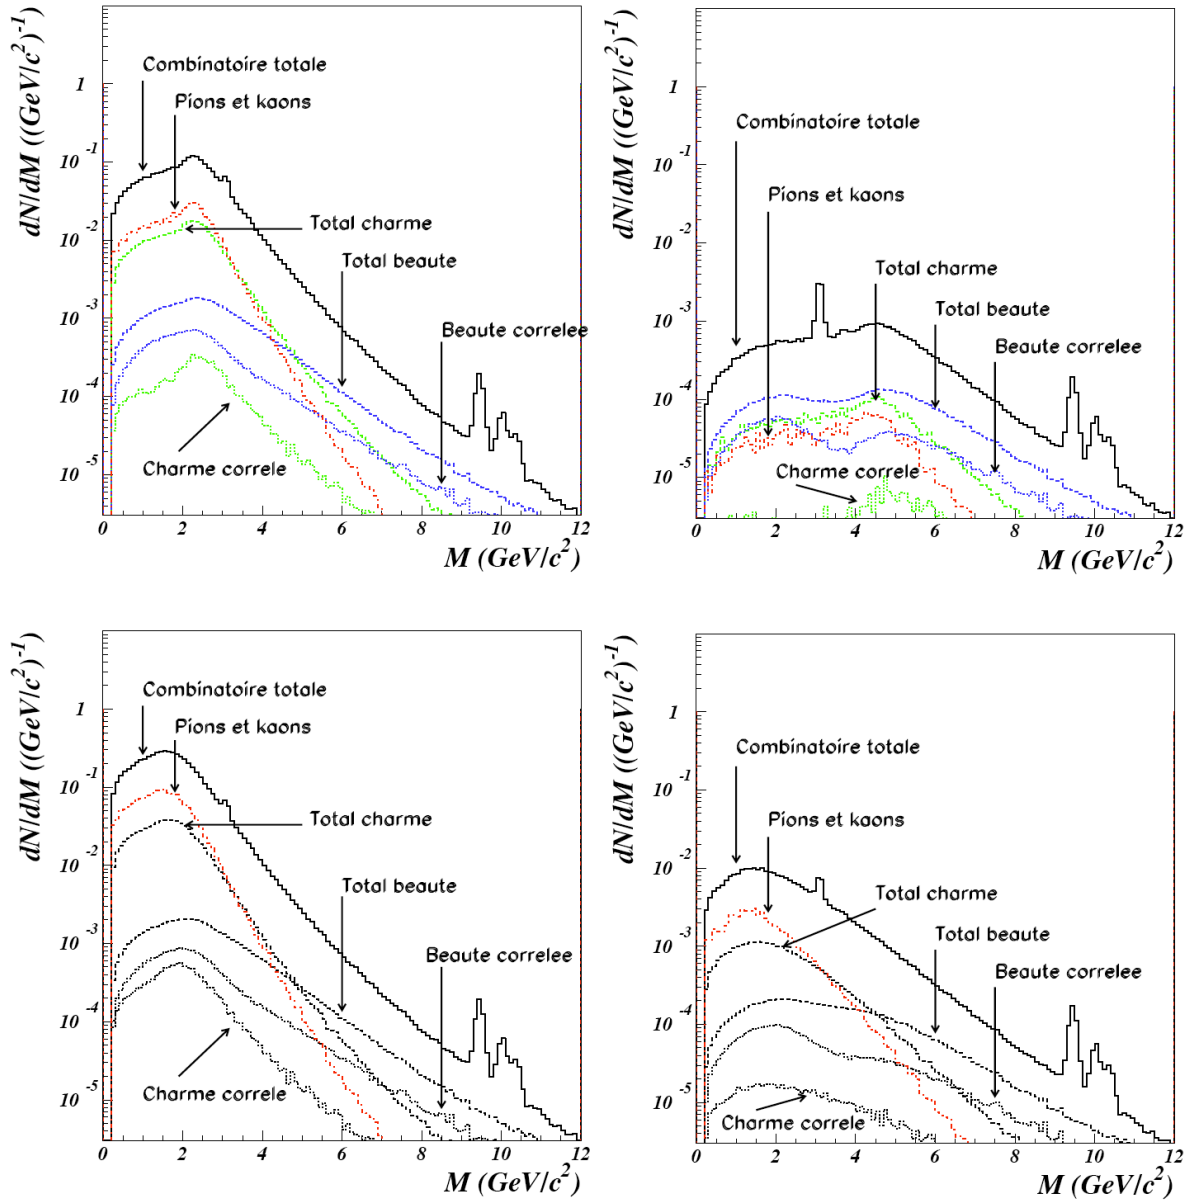 dN/dM ((GeV/c²)⁻¹)
Combinatoire totale
Pions et kaons
Total charme
Total beaute
Beaute correlee
Charme correle
1
10⁻¹
10⁻²
10⁻³
10⁻⁴
10⁻⁵
0 2 4 6 8 10 12
M (GeV/c²)
dN/dM ((GeV/c²)⁻¹)
Combinatoire totale
Pions et kaons
Total charme
Total beaute
Beaute correlee
Charme correle
1
10⁻¹
10⁻²
10⁻³
10⁻⁴
10⁻⁵
0 2 4 6 8 10 12
M (GeV/c²)
dN/dM ((GeV/c²)⁻¹)
Combinatoire totale
Pions et kaons
Total charme
Total beaute
Beaute correlee
Charme correle
1
10⁻¹
10⁻²
10⁻³
10⁻⁴
10⁻⁵
0 2 4 6 8 10 12
M (GeV/c²)
dN/dM ((GeV/c²)⁻¹)
Combinatoire totale
Pions et kaons
Total charme
Total beaute
Beaute correlee
Charme correle
1
10⁻¹
10⁻²
10⁻³
10⁻⁴
10⁻⁵
0 2 4 6 8 10 12
M (GeV/c²)